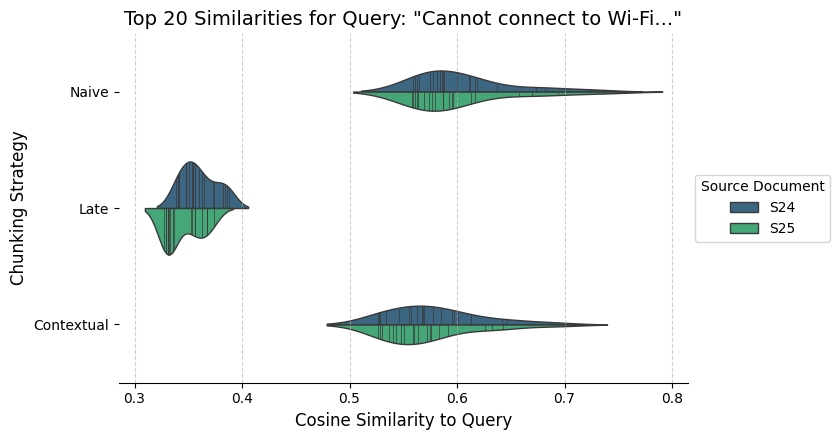 Top 20 Similarities for Query: "Cannot connect to Wi-Fi..."
Chunking Strategy
Naive
Late
Contextual
0.3 0.4 0.5 0.6 0.7 0.8
Cosine Similarity to Query
Source Document
S24
S25